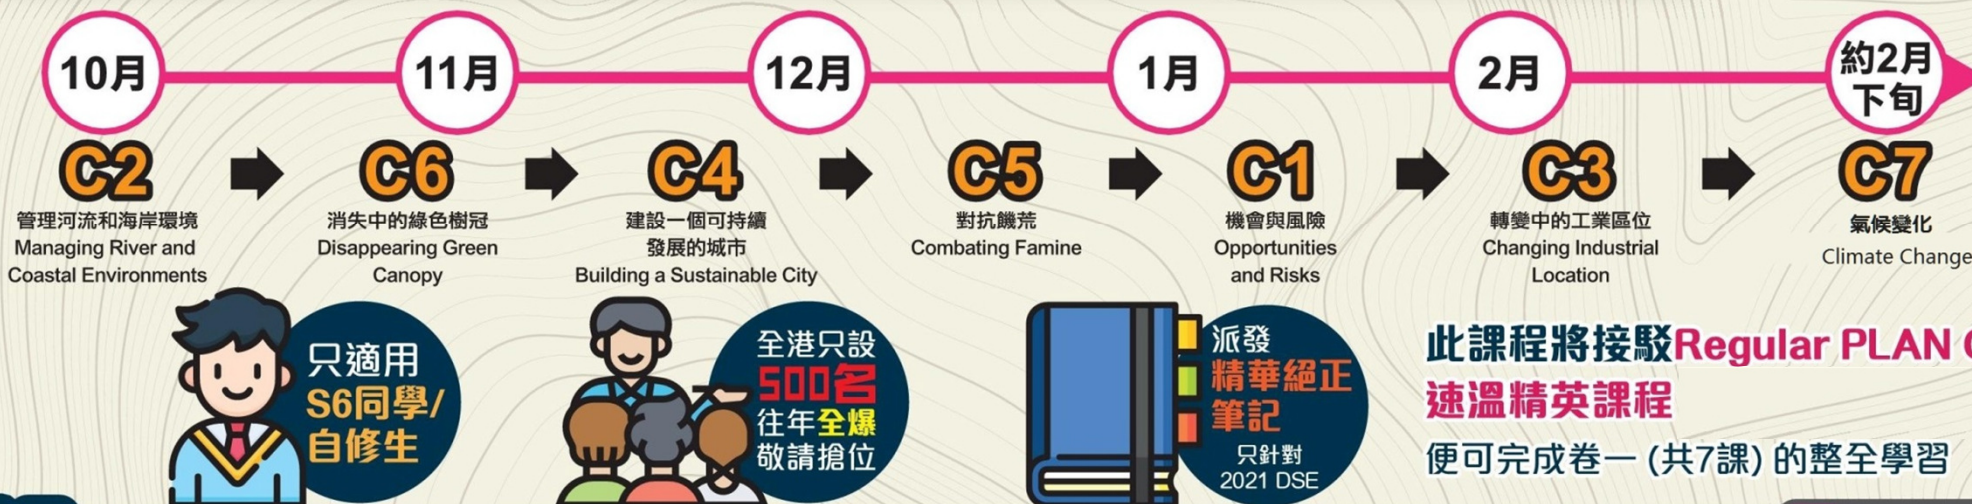 10月
11月
12月
1月
2月
約2月
下旬
C2
管理河流和海岸環境
Managing River and
Coastal Environments
C6
消失中的綠色樹冠
Disappearing Green
Canopy
C4
建設一個可持續
發展的城市
Building a Sustainable City
C5
對抗饑荒
Combating Famine
C1
機會與風險
Opportunities
and Risks
C3
轉變中的工業區位
Changing Industrial
Location
C7
氣候變化
Climate Change
只適用
S6同學/
自修生
全港只設
500名
往年全爆
敬請搶位
派發
精華絕正
筆記
只針對
2021 DSE
此課程將接駁Regular PLAN
速溫精英課程
便可完成卷一 (共7課) 的整全學習